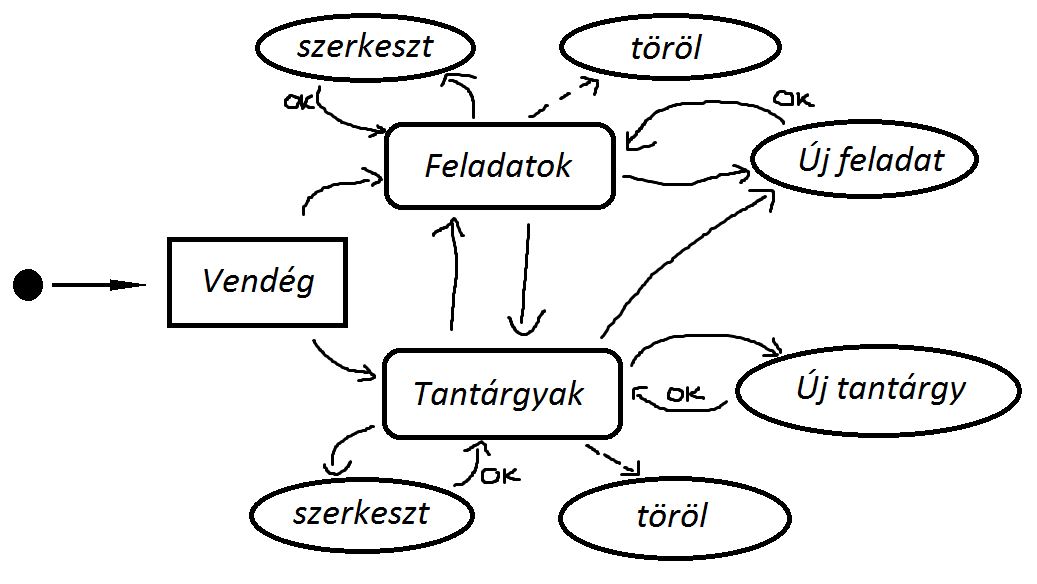 szerkeszt
töröl
OK
OK
Feladatok
Új feladat
Vendég
Tantárgyak
OK
Új tantárgy
OK
szerkeszt
töröl